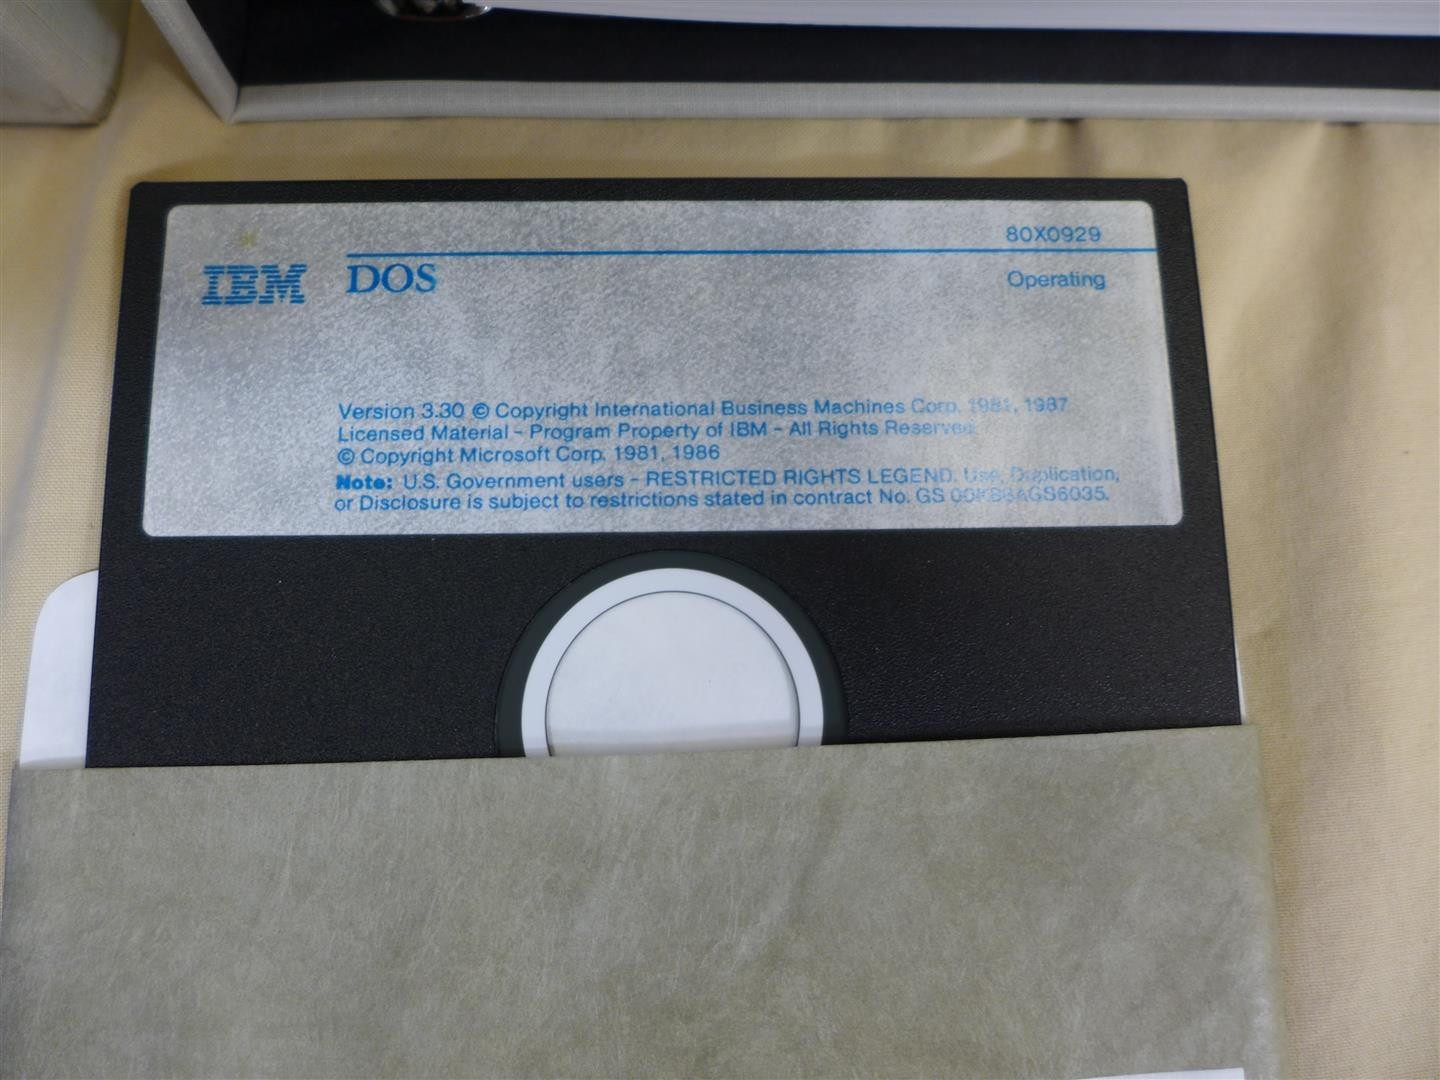 80X0929
IBM DOS Operating
Version 3.30 © Copyright International Business Machines Corp. 1981, 1987
Licensed Material - Program Property of IBM - All Rights Reserved
© Copyright Microsoft Corp. 1981, 1986
Note: U.S. Government users - RESTRICTED RIGHTS LEGEND. Use, Duplication,
or Disclosure is subject to restrictions stated in contract No. GS